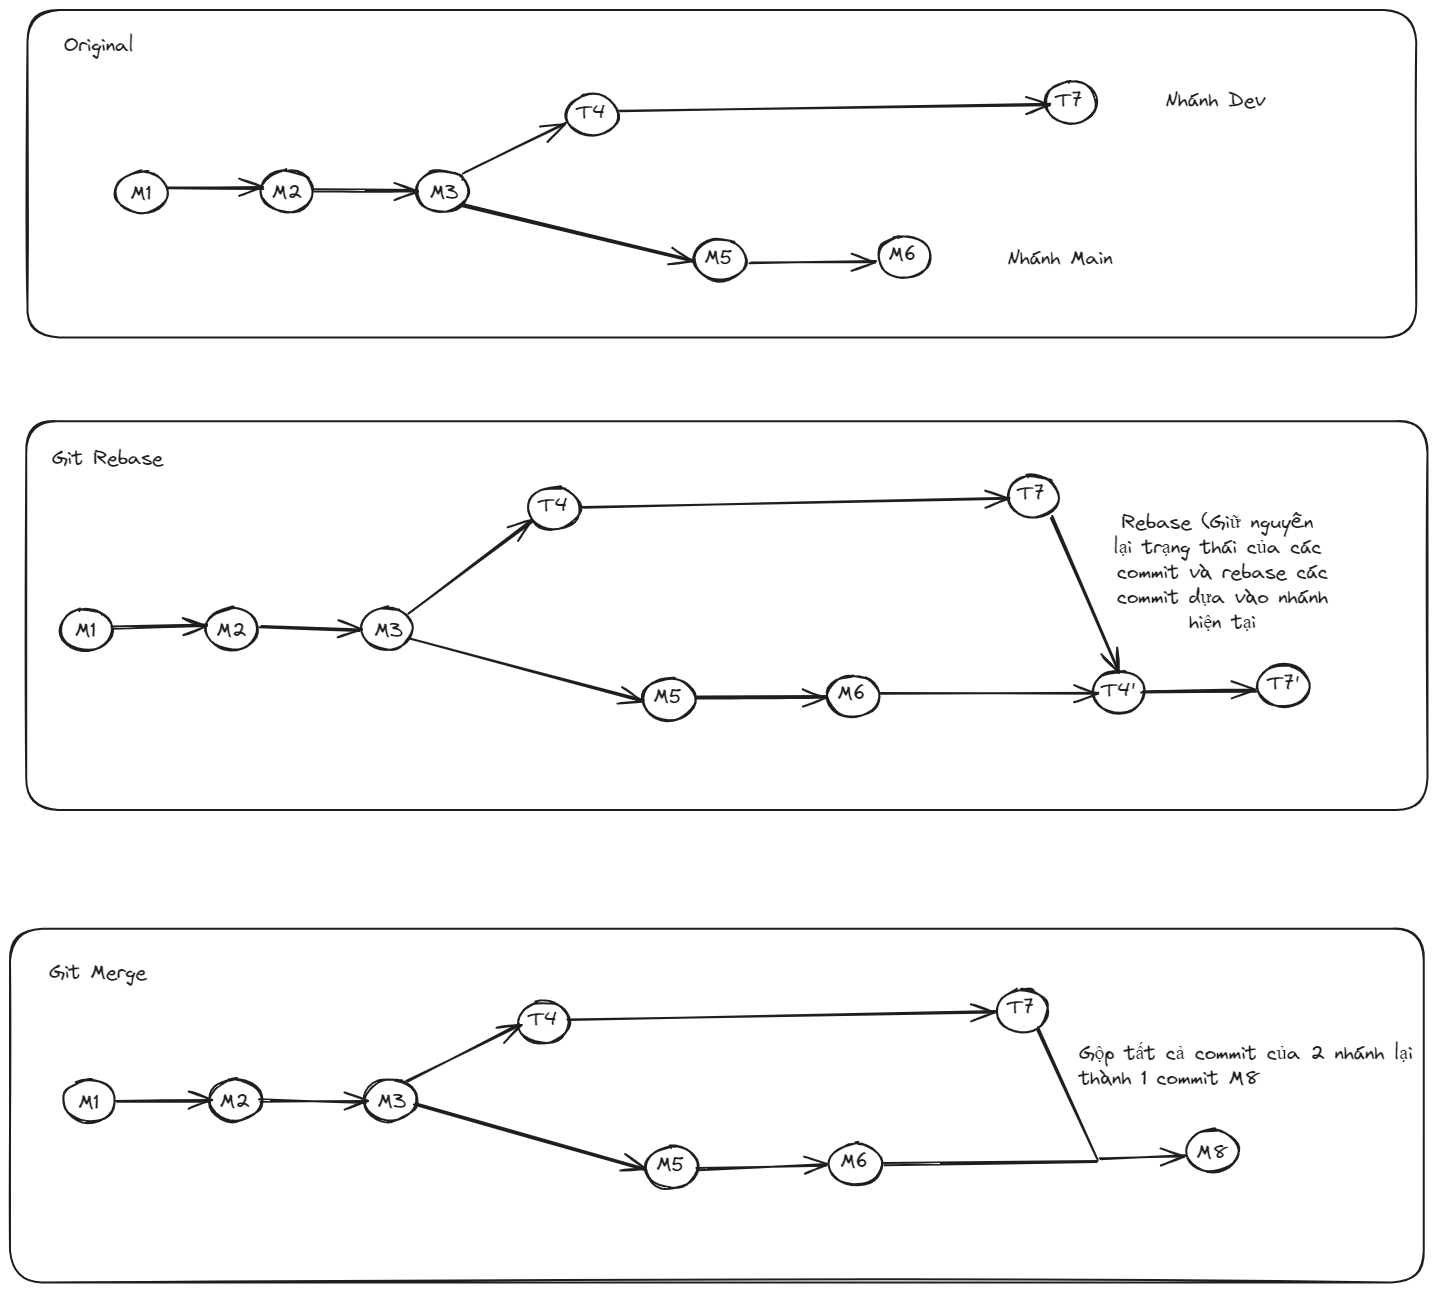 Original
T4
T7
Nhánh Dev
M1
M2
M3
M5
M6
Nhánh Main
Git Rebase
T4
T7
Rebase (Giữ nguyên
lại trạng thái của các
commit và rebase các
commit dựa vào nhánh
hiện tại
M1
M2
M3
M5
M6
T4'
T7'
Git Merge
T4
T7
Gộp tất cả commit của 2 nhánh lại
thành 1 commit M8
M1
M2
M3
M5
M6
M8